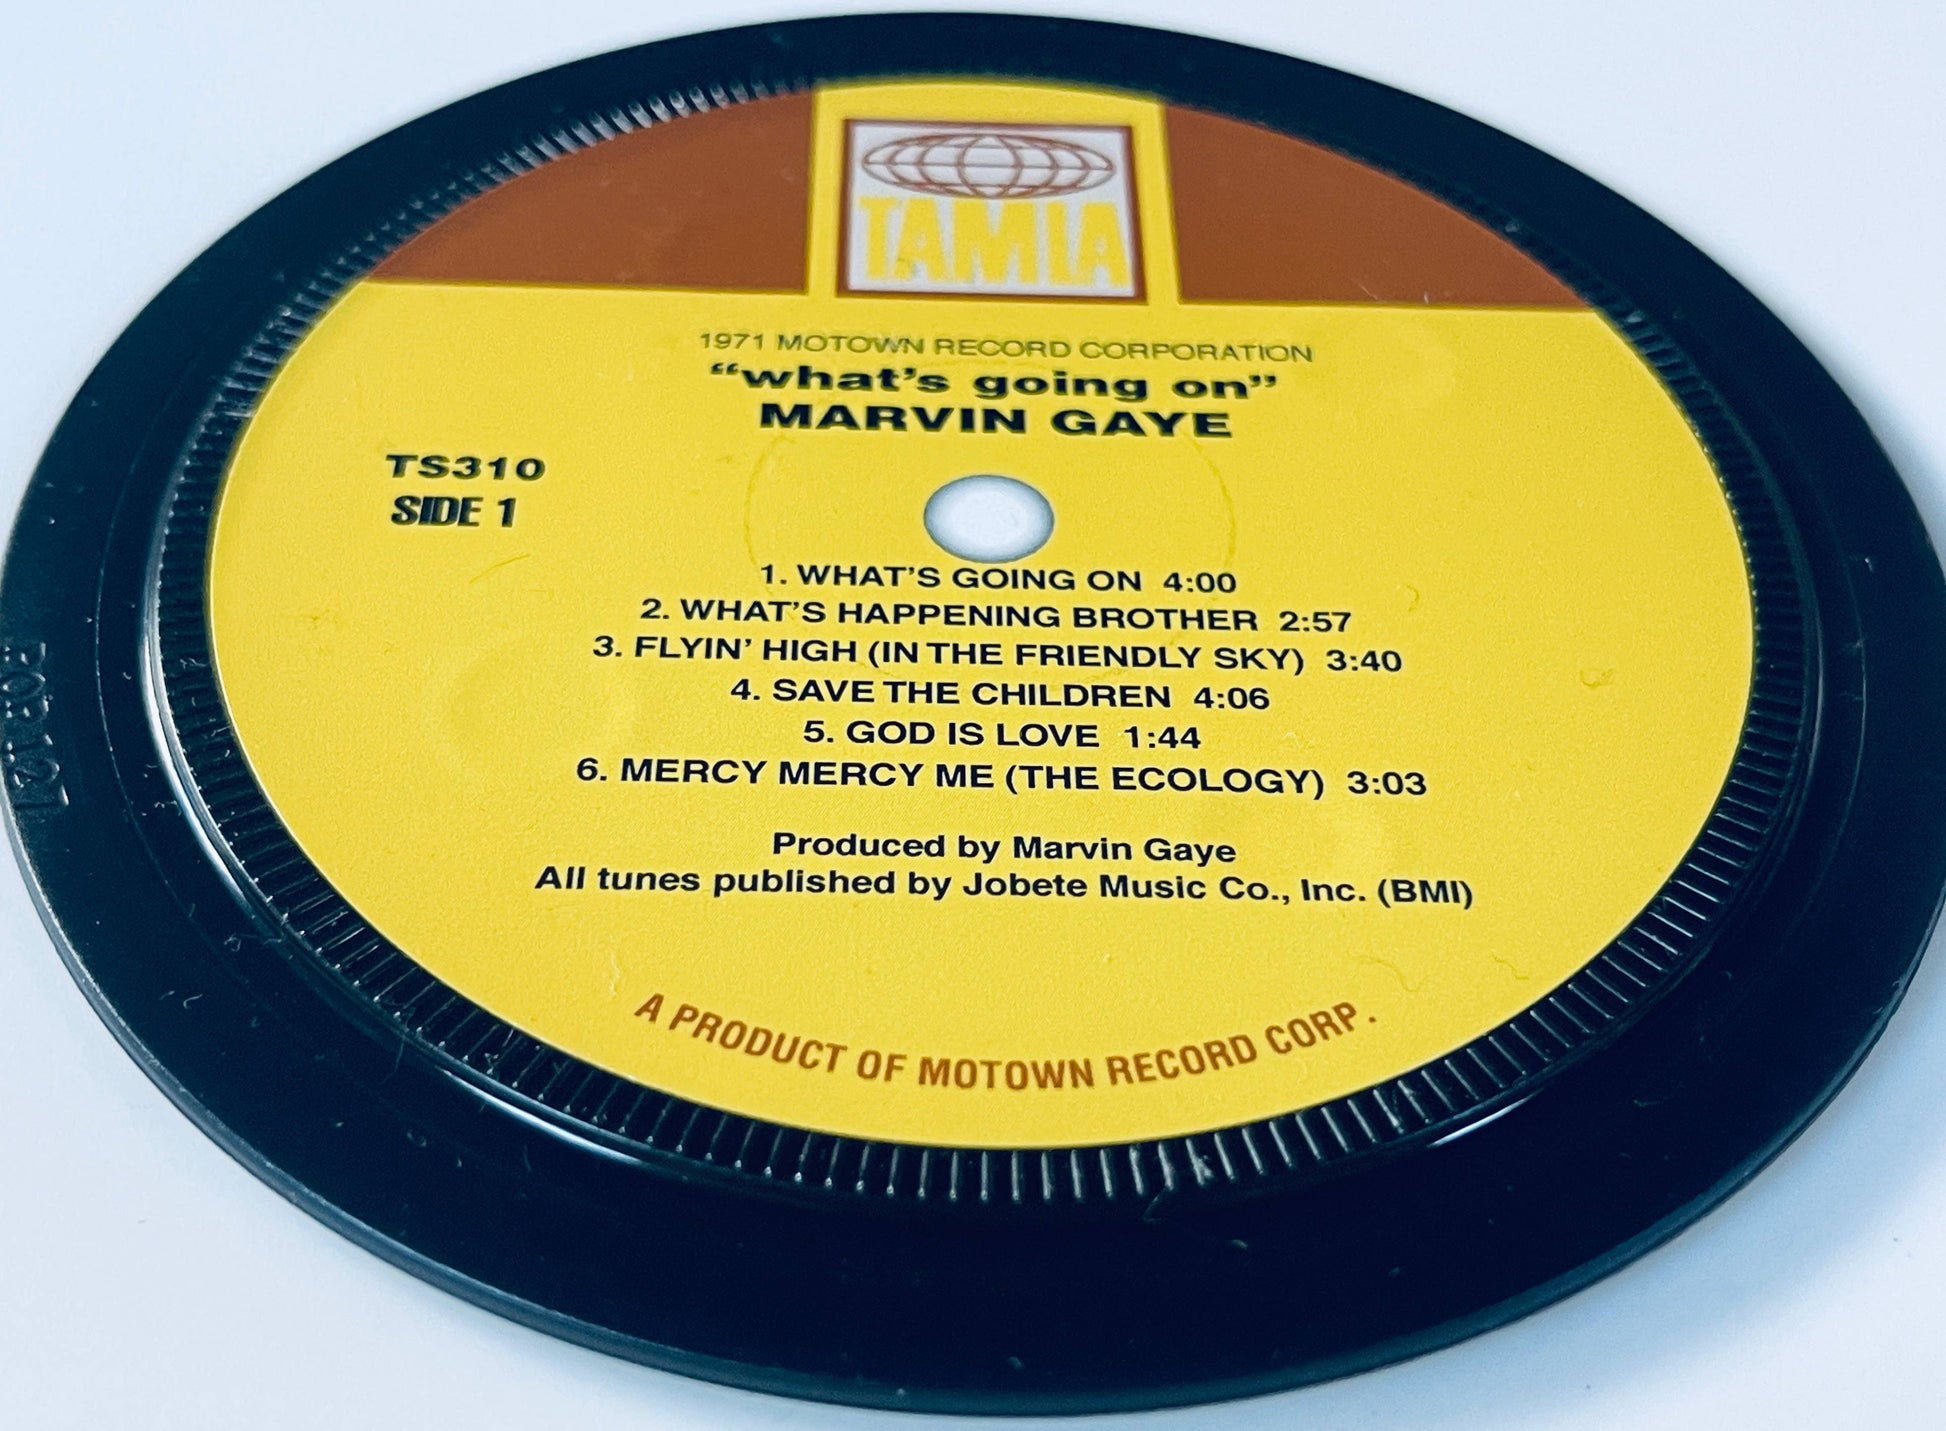 TAMLA
1971 MOTOWN RECORD CORPORATION
“what’s going on”
MARVIN GAYE
TS310
SIDE 1
1. WHAT’S GOING ON 4:00
2. WHAT’S HAPPENING BROTHER 2:57
3. FLYIN’ HIGH (IN THE FRIENDLY SKY) 3:40
4. SAVE THE CHILDREN 4:06
5. GOD IS LOVE 1:44
6. MERCY MERCY ME (THE ECOLOGY) 3:03
Produced by Marvin Gaye
All tunes published by Jobete Music Co., Inc. (BMI)
A PRODUCT OF MOTOWN RECORD CORP.